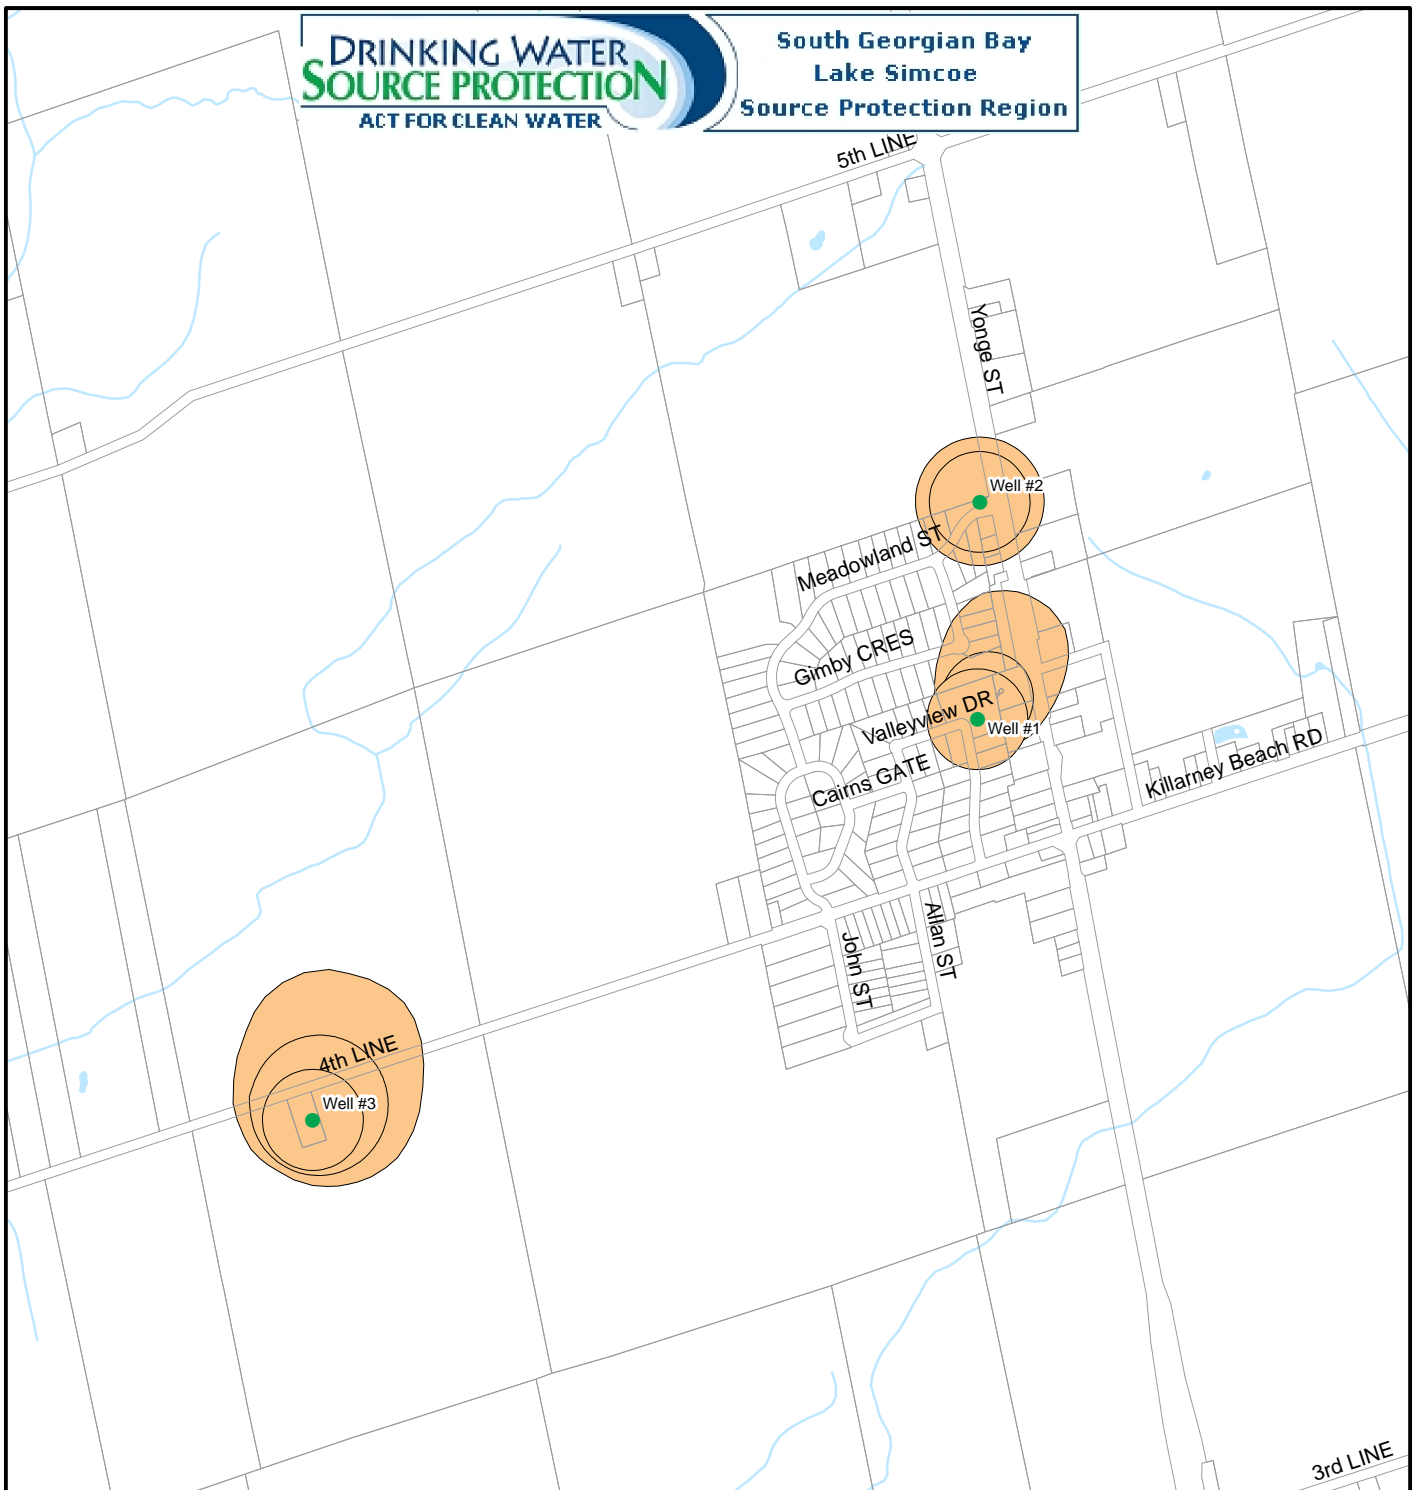 DRINKING WATER
SOURCE PROTECTION
ACT FOR CLEAN WATER
South Georgian Bay
Lake Simcoe
Source Protection Region
5th LINE
Yonge ST
Well #2
Meadowland ST
Gimby CRES
Valleyview DR
Well #1
Cairns GATE
Killarney Beach RD
Allan ST
John ST
4th LINE
Well #3
3rd LINE